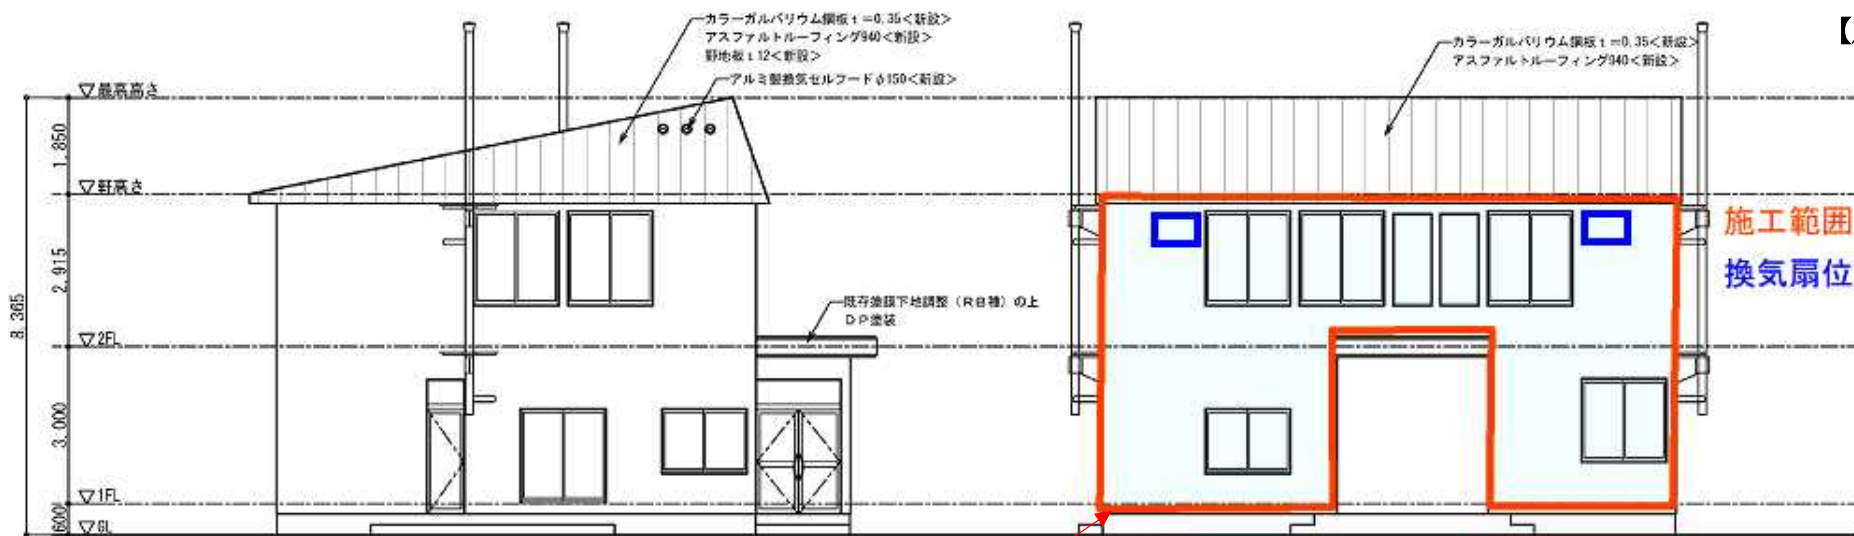 カラーガルバリウム鋼板 t=0.35<新設>
アスファルトルーフィング940<新設>
野地板 t12<新設>
アルミ製換気セルフード φ150<新設>
カラーガルバリウム鋼板 t=0.35<新設>
アスファルトルーフィング940<新設>
【
▽最高高さ
1,850
▽軒高さ
2,915
8,365
▽2FL
3,000
▽1FL
600
▽GL
既存塗膜下地調整(RB種)の上
DP塗装
施工範囲
換気扇位